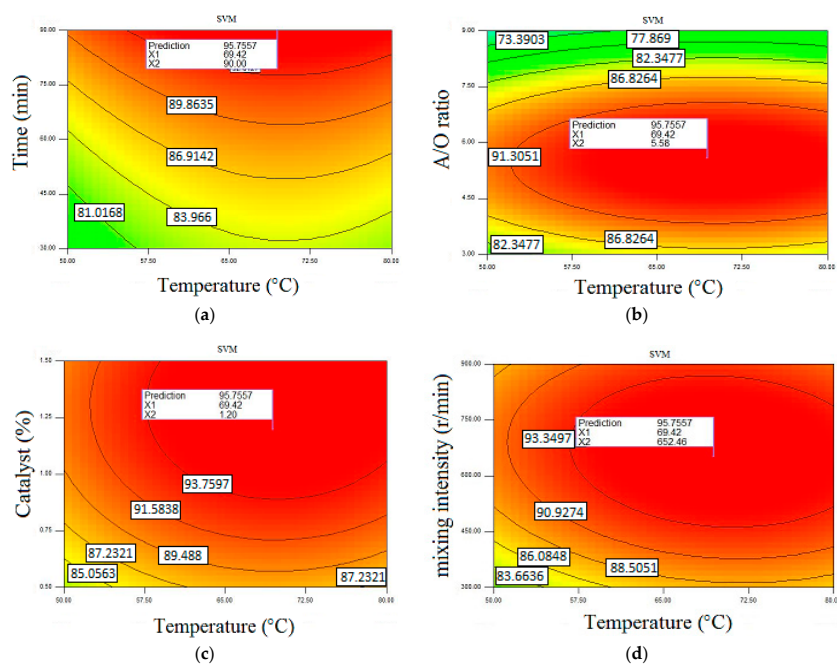 SVM
90.00
75.00
60.00
45.00
30.00
Time (min)
Prediction 95.7557
X1 69.42
X2 90.00
89.8635
86.9142
83.966
81.0168
50.00 57.50 65.00 72.50 80.00
Temperature (°C)
(a)
SVM
9.00
7.50
6.00
4.50
3.00
A/O ratio
73.3903
77.869
82.3477
86.8264
Prediction 95.7557
X1 69.42
X2 5.58
91.3051
82.3477
86.8264
50.00 57.50 65.00 72.50 80.00
Temperature (°C)
(b)
SVM
1.50
1.25
1.00
0.75
0.50
Catalyst (%)
Prediction 95.7557
X1 69.42
X2 1.20
93.7597
91.5838
87.2321
89.488
85.0563
87.2321
50.00 57.50 65.00 72.50 80.00
Temperature (°C)
(c)
SVM
900.00
750.00
600.00
450.00
300.00
mixing intensity (r/min)
Prediction 95.7557
X1 69.42
X2 652.46
93.3497
90.9274
86.0848
88.5051
83.6636
50.00 57.50 65.00 72.50 80.00
Temperature (°C)
(d)